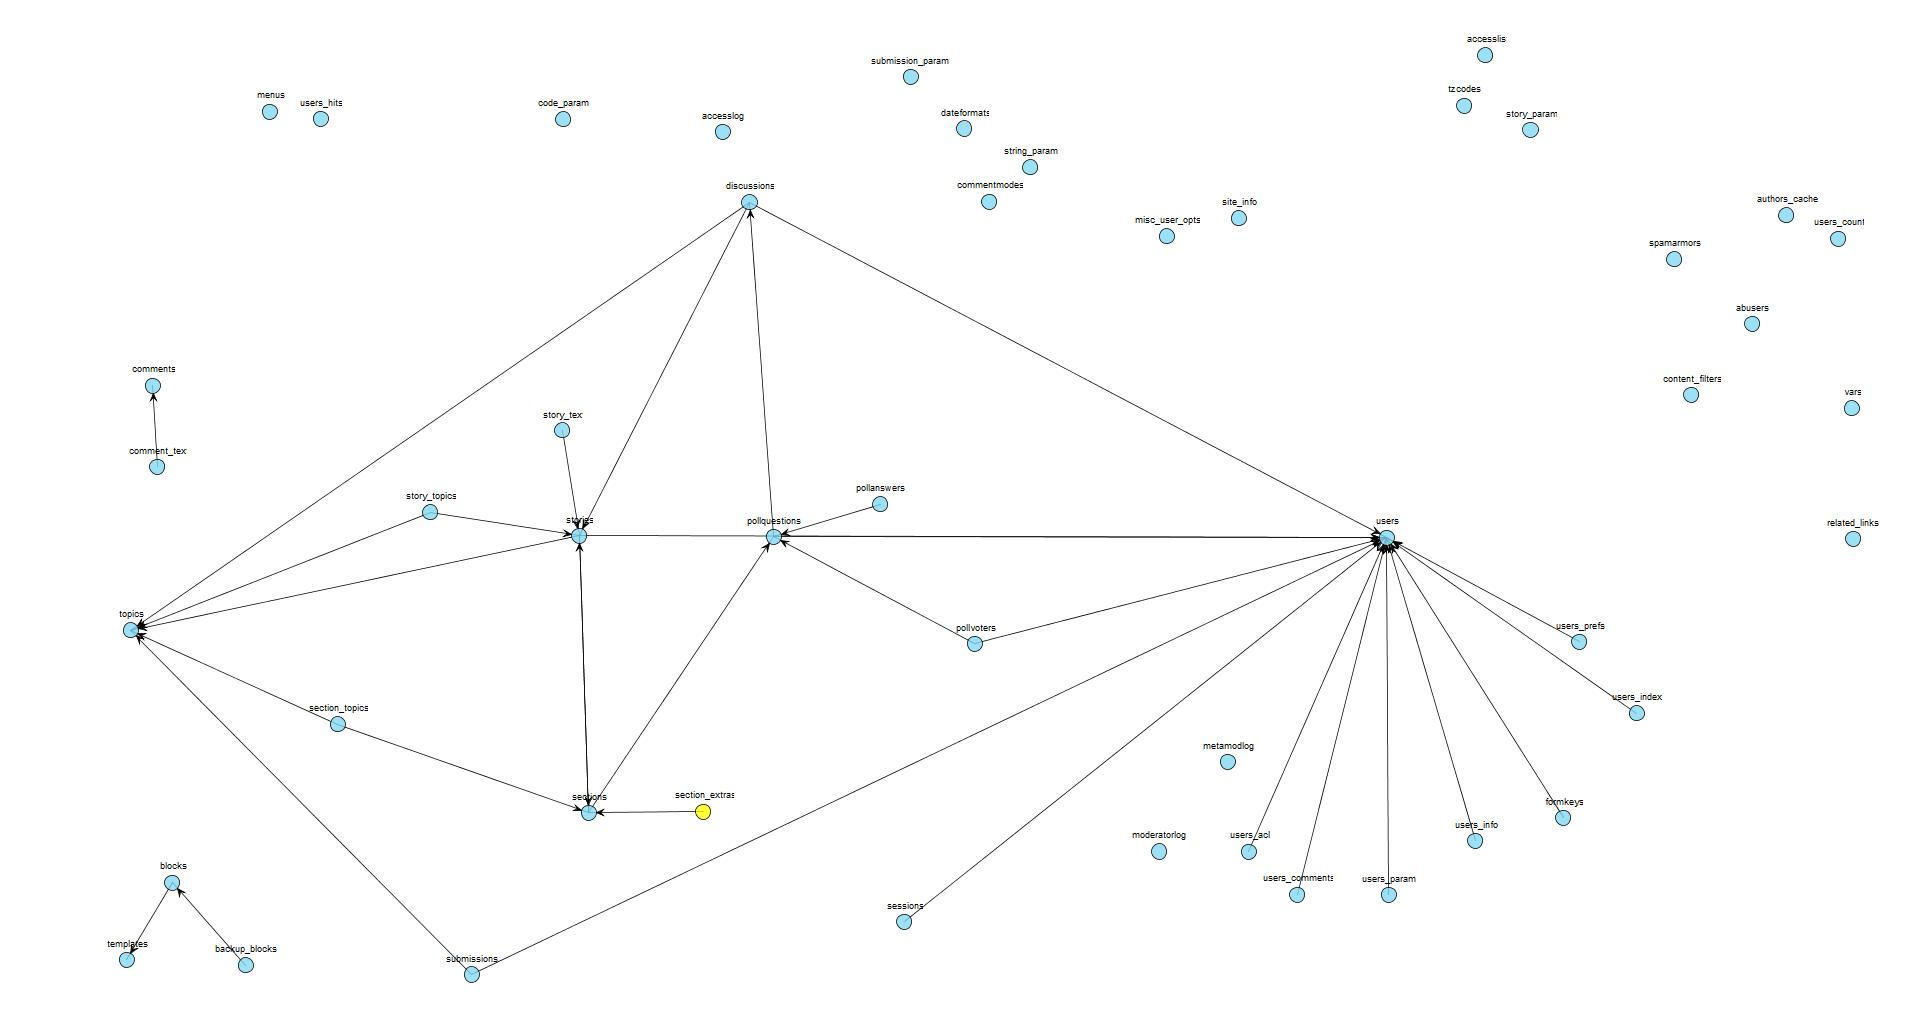 accesslis
submission_param
tzcodes
menus
users_hits
code_param
accesslog
dateformats
story_param
string_param
discussions
commentmodes
authors_cache
site_info
misc_user_opts
users_count
spamarmors
abusers
comments
content_filters
vars
story_tex
comment_tex
pollanswers
story_topics
stories
pollquestions
users
related_links
topics
pollvoters
users_prefs
users_index
section_topics
metamodlog
sections
section_extras
formkeys
users_info
moderatorlog
users_acl
blocks
users_comments
users_param
sessions
templates
backup_blocks
submissions